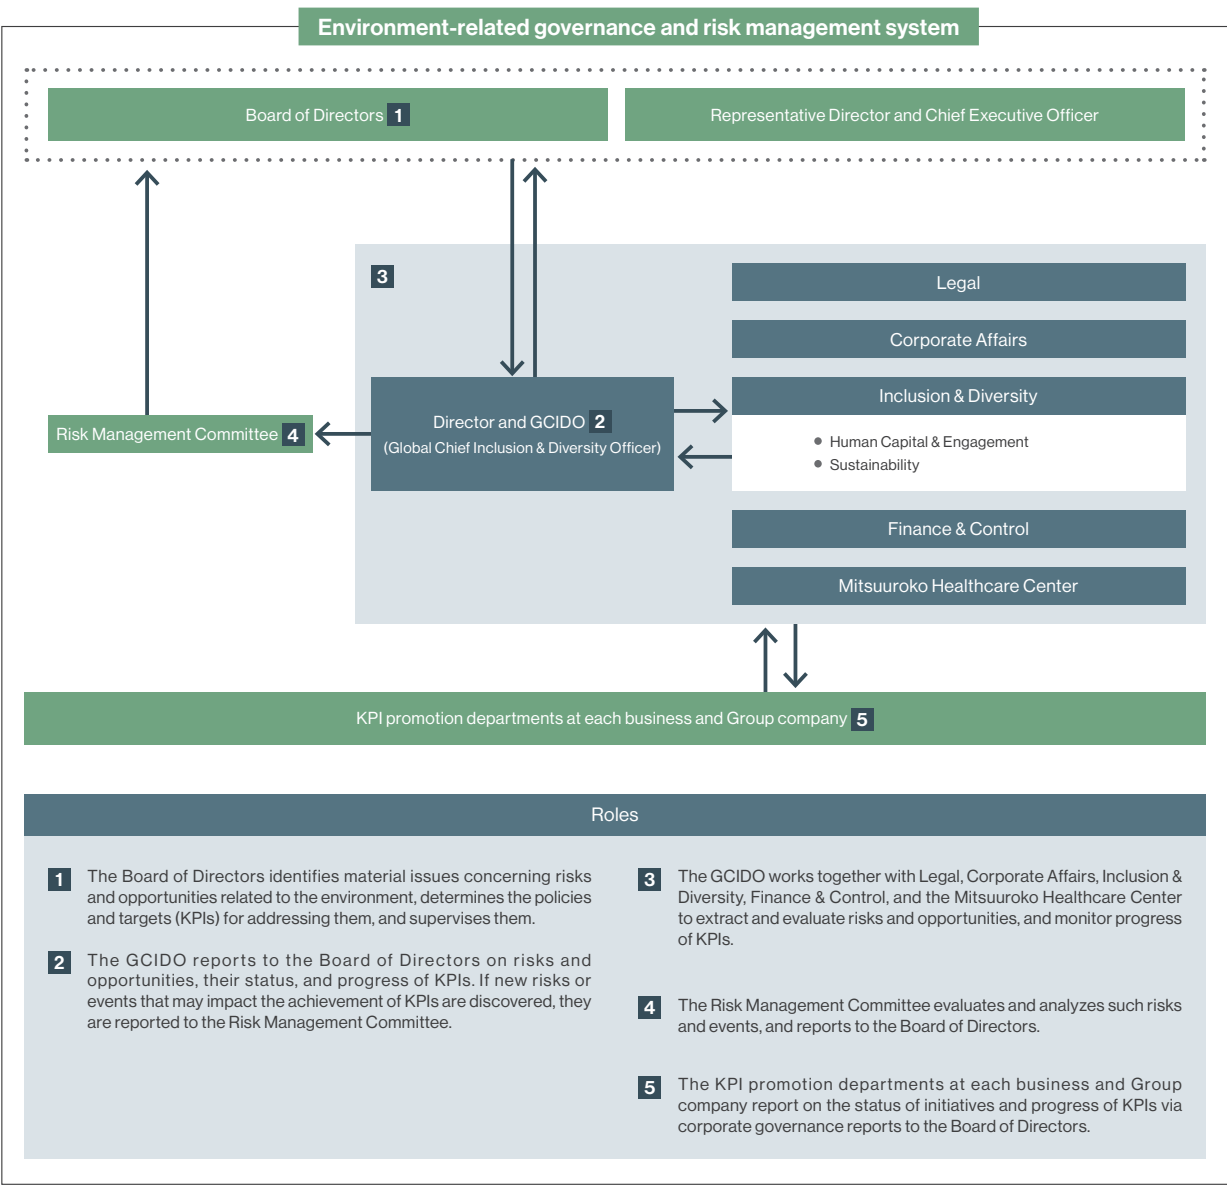 Environment-related governance and risk management system
Board of Directors 1
Representative Director and Chief Executive Officer
3
Legal
Corporate Affairs
Inclusion & Diversity
Human Capital & Engagement
Sustainability
Finance & Control
Mitsuuroko Healthcare Center
Director and GCIDO 2
(Global Chief Inclusion & Diversity Officer)
Risk Management Committee 4
KPI promotion departments at each business and Group company 5
Roles
1 The Board of Directors identifies material issues concerning risks
and opportunities related to the environment, determines the policies
and targets (KPIs) for addressing them, and supervises them.
2 The GCIDO reports to the Board of Directors on risks and
opportunities, their status, and progress of KPIs. If new risks or
events that may impact the achievement of KPIs are discovered, they
are reported to the Risk Management Committee.
3 The GCIDO works together with Legal, Corporate Affairs, Inclusion &
Diversity, Finance & Control, and the Mitsuuroko Healthcare Center
to extract and evaluate risks and opportunities, and monitor progress
of KPIs.
4 The Risk Management Committee evaluates and analyzes such risks
and events, and reports to the Board of Directors.
5 The KPI promotion departments at each business and Group
company report on the status of initiatives and progress of KPIs via
corporate governance reports to the Board of Directors.